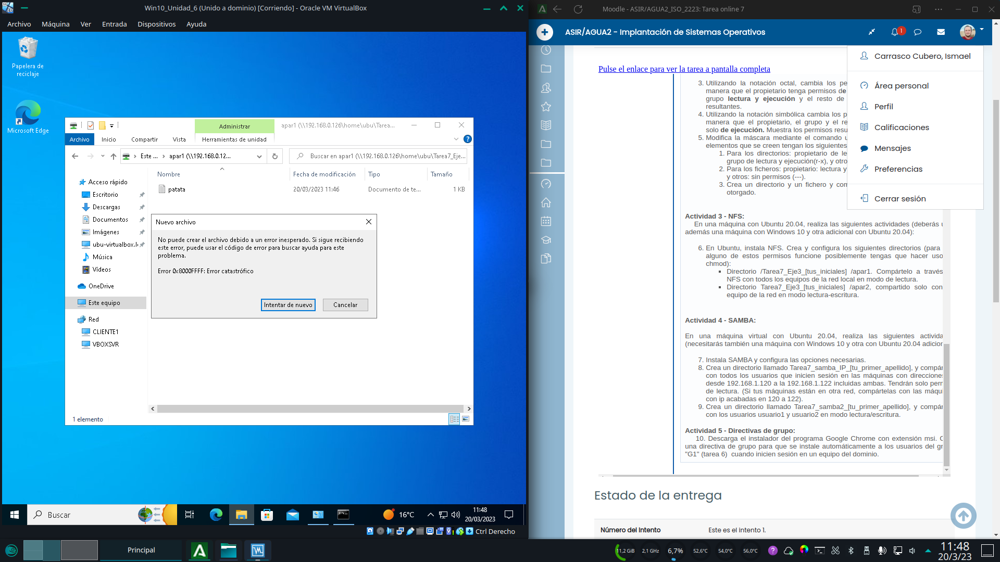 Win10_Unidad_6 (Unido a dominio) [Corriendo] - Oracle VM VirtualBox
Archivo Máquina Ver Entrada Dispositivos Ayuda
Papelera de
reciclaje
Microsoft Edge
Administrar
apar1 (\\192.168.0.126\home\ubu\Tarea...
Archivo Inicio Compartir Vista Herramientas de unidad
Este ... › apar1 (\\192.168.0.12...
Buscar en apar1 (\\192.168.0.126\home\ubu\Tarea7_Eje...
Nombre Fecha de modificación Tipo Tamaño
patata 20/03/2023 11:46 Documento de te... 1 KB
Acceso rápido
Escritorio
Descargas
Documentos
Imágenes
ubu-virtualbox.l
Música
Vídeos
OneDrive
Este equipo
Red
CLIENTE1
VBOXSVR
Nuevo archivo
No puede crear el archivo debido a un error inesperado. Si sigue recibiendo
este error, puede usar el código de error para buscar ayuda para este
problema.
Error 0x8000FFFF: Error catastrófico
Intentar de nuevo Cancelar
1 elemento
Buscar
16°C
11:48
20/03/2023
Ctrl Derecho
Moodle - ASIR/AGUA2_ISO_2223: Tarea online 7
ASIR/AGUA2 - Implantación de Sistemas Operativos
1
Carrasco Cubero, Ismael
Área personal
Perfil
Calificaciones
Mensajes
Preferencias
Cerrar sesión
Pulse el enlace para ver la tarea a pantalla completa
3. Utilizando la notación octal, cambia los pe
manera que el propietario tenga permisos de
grupo lectura y ejecución y el resto de
resultantes.
4. Utilizando la notación simbólica cambia los p
manera que el propietario, el grupo y el re
solo de ejecución. Muestra los permisos resu
5. Modifica la máscara mediante el comando u
elementos que se creen tengan los siguientes
1. Para los directorios: propietario de le
grupo de lectura y ejecución(r-x), y otro
2. Para los ficheros: propietario: lectura y
y otros: sin permisos (---).
3. Crea un directorio y un fichero y com
otorgado.
Actividad 3 - NFS:
En una máquina con Ubuntu 20.04, realiza las siguientes actividades (deberás u
además una máquina con Windows 10 y otra adicional con Ubuntu 20.04):
6. En Ubuntu, instala NFS. Crea y configura los siguientes directorios (para
alguno de estos permisos funcione posiblemente tengas que hacer uso
chmod):
▪ Directorio /Tarea7_Eje3_[tus_iniciales] /apar1. Compártelo a través
NFS con todos los equipos de la red local en modo de lectura.
▪ Directorio Tarea7_Eje3_[tus_iniciales] /apar2, compartido solo con
equipo de la red en modo lectura-escritura.
Actividad 4 - SAMBA:
En una máquina virtual con Ubuntu 20.04, realiza las siguientes activida
(necesitarás también una máquina con Windows 10 y otra con Ubuntu 20.04 adicion
7. Instala SAMBA y configura las opciones necesarias.
8. Crea un directorio llamado Tarea7_samba_IP_[tu_primer_apellido], y compár
con todos los usuarios que inicien sesión en las máquinas con direccione
desde 192.168.1.120 a la 192.168.1.122 incluidas ambas. Tendrán solo perr
de lectura. (Si tus máquinas están en otra red, compártelas con las máqui
con ip acabadas en 120 a 122).
9. Crea un directorio llamado Tarea7_samba2_[tu_primer_apellido], y compár
con los usuarios usuario1 y usuario2 en modo lectura/escritura.
Actividad 5 - Directivas de grupo:
10. Descarga el instalador del programa Google Chrome con extensión msi. C
una directiva de grupo para que se instale automáticamente a los usuarios del gr
"G1" (tarea 6) cuando inicien sesión en un equipo del dominio.
Estado de la entrega
Número del Intento Este es el intento 1.
Principal
11,2 GiB 2,1 GHz 6,7% 52,6°C 54,0°C 56,0°C
11:48
20/3/23